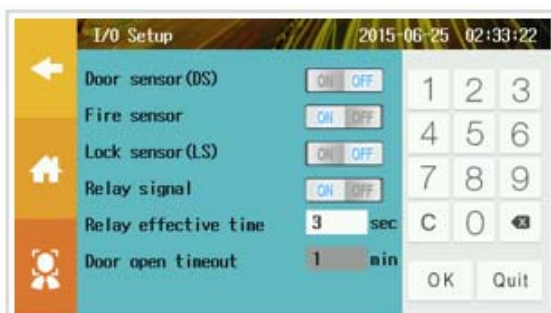 I/O Setup 2015-06-25 02:33:22
Door sensor(DS) ON OFF
Fire sensor ON OFF
Lock sensor(LS) ON OFF
Relay signal ON OFF
Relay effective time 3 sec
Door open timeout 1 min
1 2 3
4 5 6
7 8 9
C 0
OK Quit